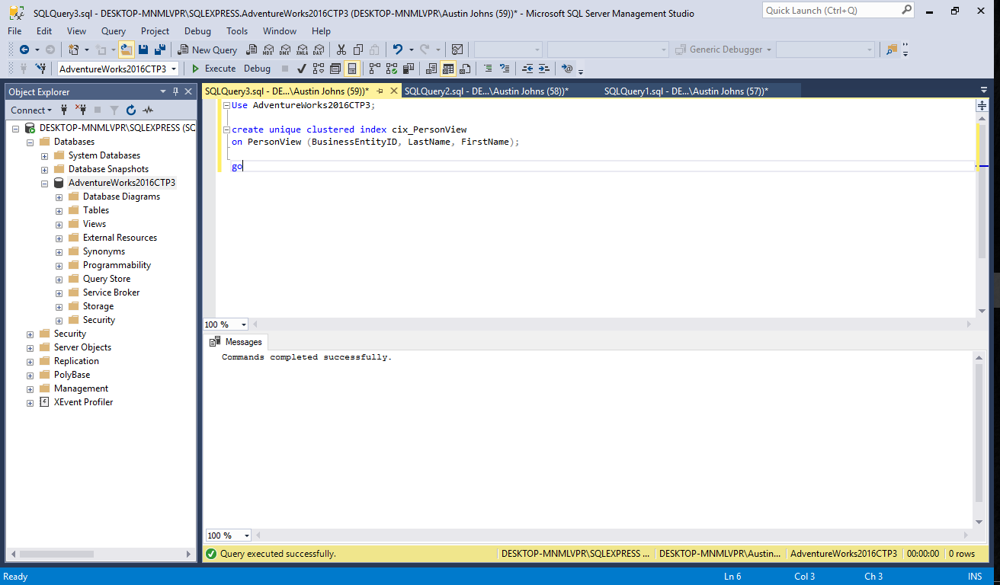 SQLQuery3.sql - DESKTOP-MNMLVPR\SQLEXPRESS.AdventureWorks2016CTP3 (DESKTOP-MNMLVPR\Austin Johns (59))* - Microsoft SQL Server Management Studio
Quick Launch (Ctrl+Q)
File Edit View Query Project Debug Tools Window Help
New Query MDX DMX XMLA DAX Generic Debugger
AdventureWorks2016CTP3 Execute Debug
Object Explorer
Connect
DESKTOP-MNMLVPR\SQLEXPRESS (SC
Databases
System Databases
Database Snapshots
AdventureWorks2016CTP3
Database Diagrams
Tables
Views
External Resources
Synonyms
Programmability
Query Store
Service Broker
Storage
Security
Security
Server Objects
Replication
PolyBase
Management
XEvent Profiler
SQLQuery3.sql - DE...\Austin Johns (59))* SQLQuery2.sql - DE...\Austin Johns (58))* SQLQuery1.sql - DE...\Austin Johns (57))*
Use AdventureWorks2016CTP3;
create unique clustered index cix_PersonView
on PersonView (BusinessEntityID, LastName, FirstName);
go
100 %
Messages
Commands completed successfully.
100 %
Query executed successfully. DESKTOP-MNMLVPR\SQLEXPRESS ... DESKTOP-MNMLVPR\Austin... AdventureWorks2016CTP3 00:00:00 0 rows
Ready Ln 6 Col 3 Ch 3 INS